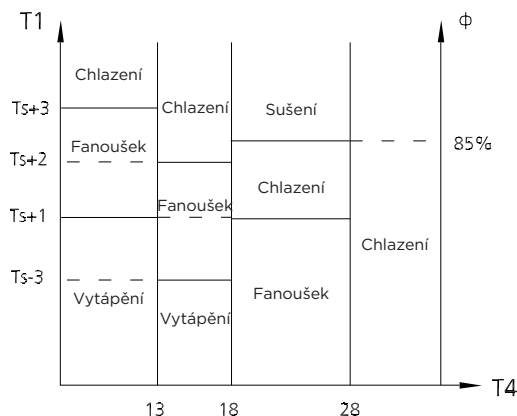 T1
Φ
Chlazení
Ts+3
Chlazení
Sušení
Fanoušek
Ts+2
85%
Chlazení
Fanoušek
Ts+1
Chlazení
Ts-3
Vytápění
Fanoušek
Vytápění
T4
13
18
28